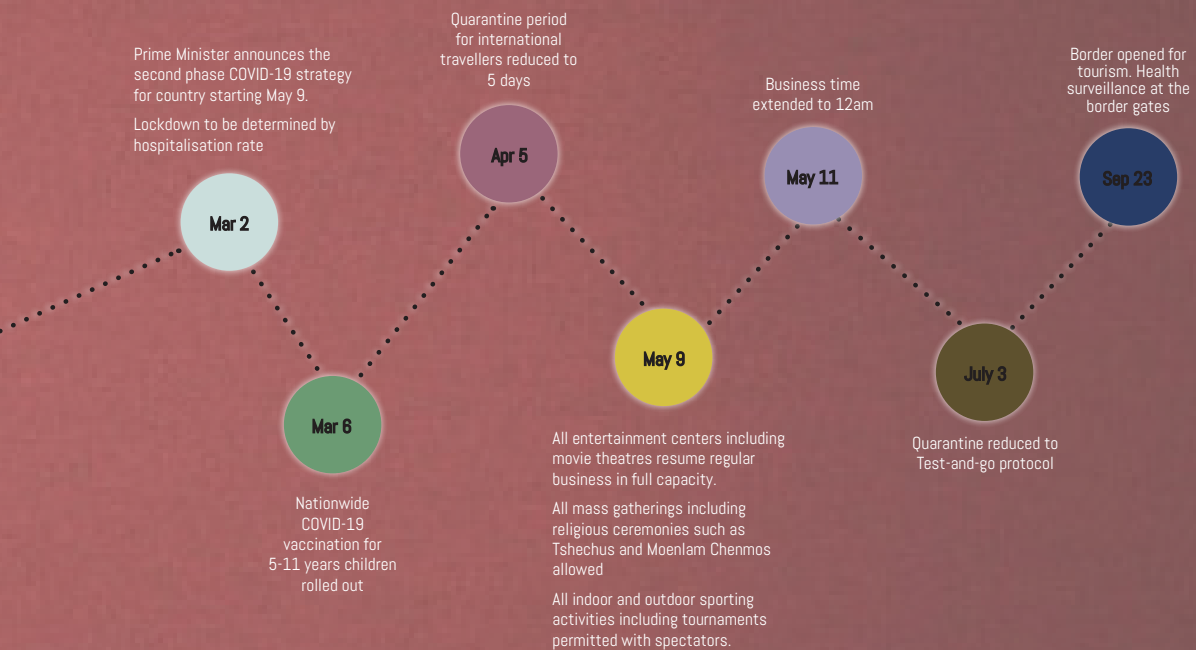 Prime Minister announces the
second phase COVID-19 strategy
for country starting May 9.
Lockdown to be determined by
hospitalisation rate
Mar 2
Mar 6
Nationwide
COVID-19
vaccination for
5-11 years children
rolled out
Quarantine period
for international
travellers reduced to
5 days
Apr 5
May 9
All entertainment centers including
movie theatres resume regular
business in full capacity.
All mass gatherings including
religious ceremonies such as
Tshechus and Moenlam Chenmos
allowed
All indoor and outdoor sporting
activities including tournaments
permitted with spectators.
Business time
extended to 12am
May 11
July 3
Quarantine reduced to
Test-and-go protocol
Border opened for
tourism. Health
surveillance at the
border gates
Sep 23